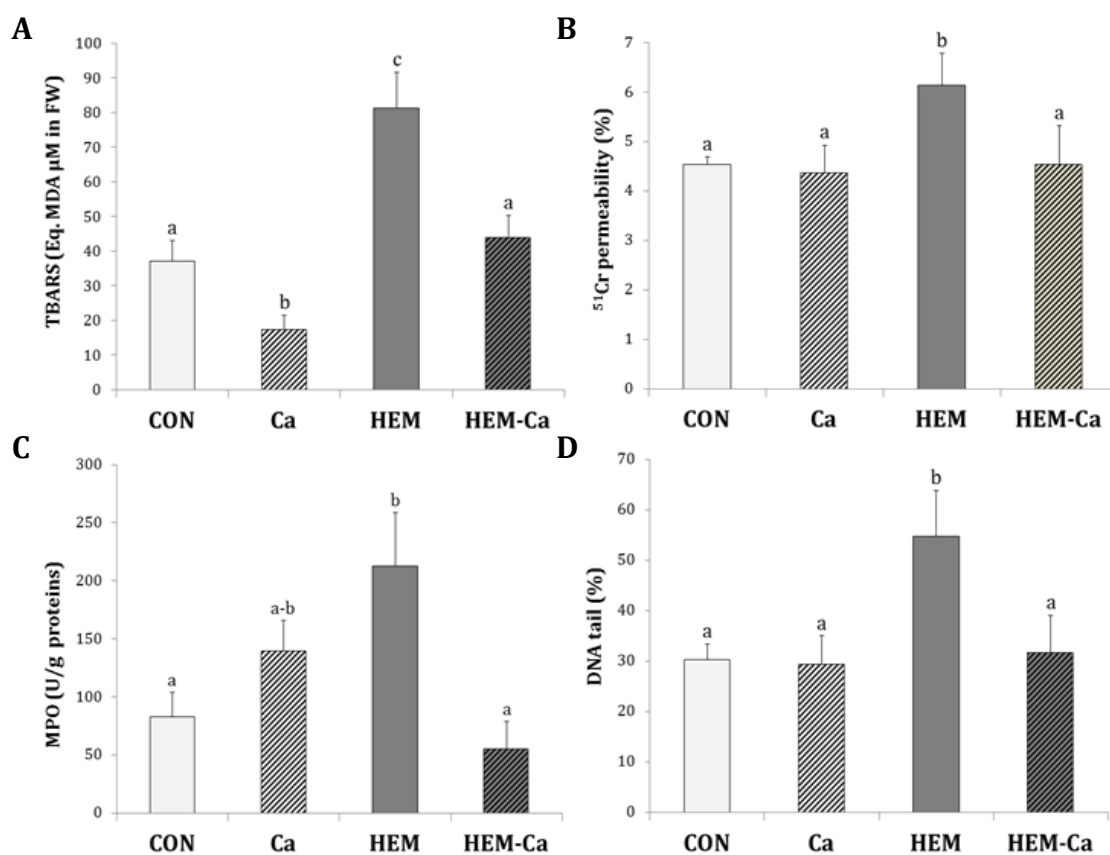 A
TBARS (Eq. MDA µM in FW)
100
90
80
70
60
50
40
30
20
10
0
a
b
c
a
CON Ca HEM HEM-Ca
B
⁵¹Cr permeability (%)
7
6
5
4
3
2
1
0
a
a
b
a
CON Ca HEM HEM-Ca
C
MPO (U/g proteins)
300
250
200
150
100
50
0
a
a-b
b
a
CON Ca HEM HEM-Ca
D
DNA tail (%)
70
60
50
40
30
20
10
0
a
a
b
a
CON Ca HEM HEM-Ca